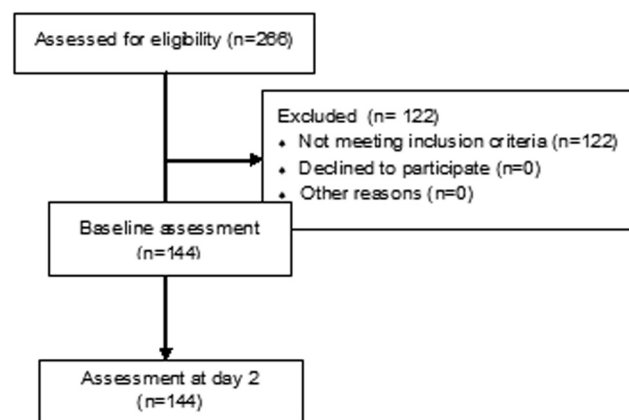 Assessed for eligibility (n=266)
Excluded (n= 122)
• Not meeting inclusion criteria (n=122)
• Declined to participate (n=0)
• Other reasons (n=0)
Baseline assessment
(n=144)
Assessment at day 2
(n=144)